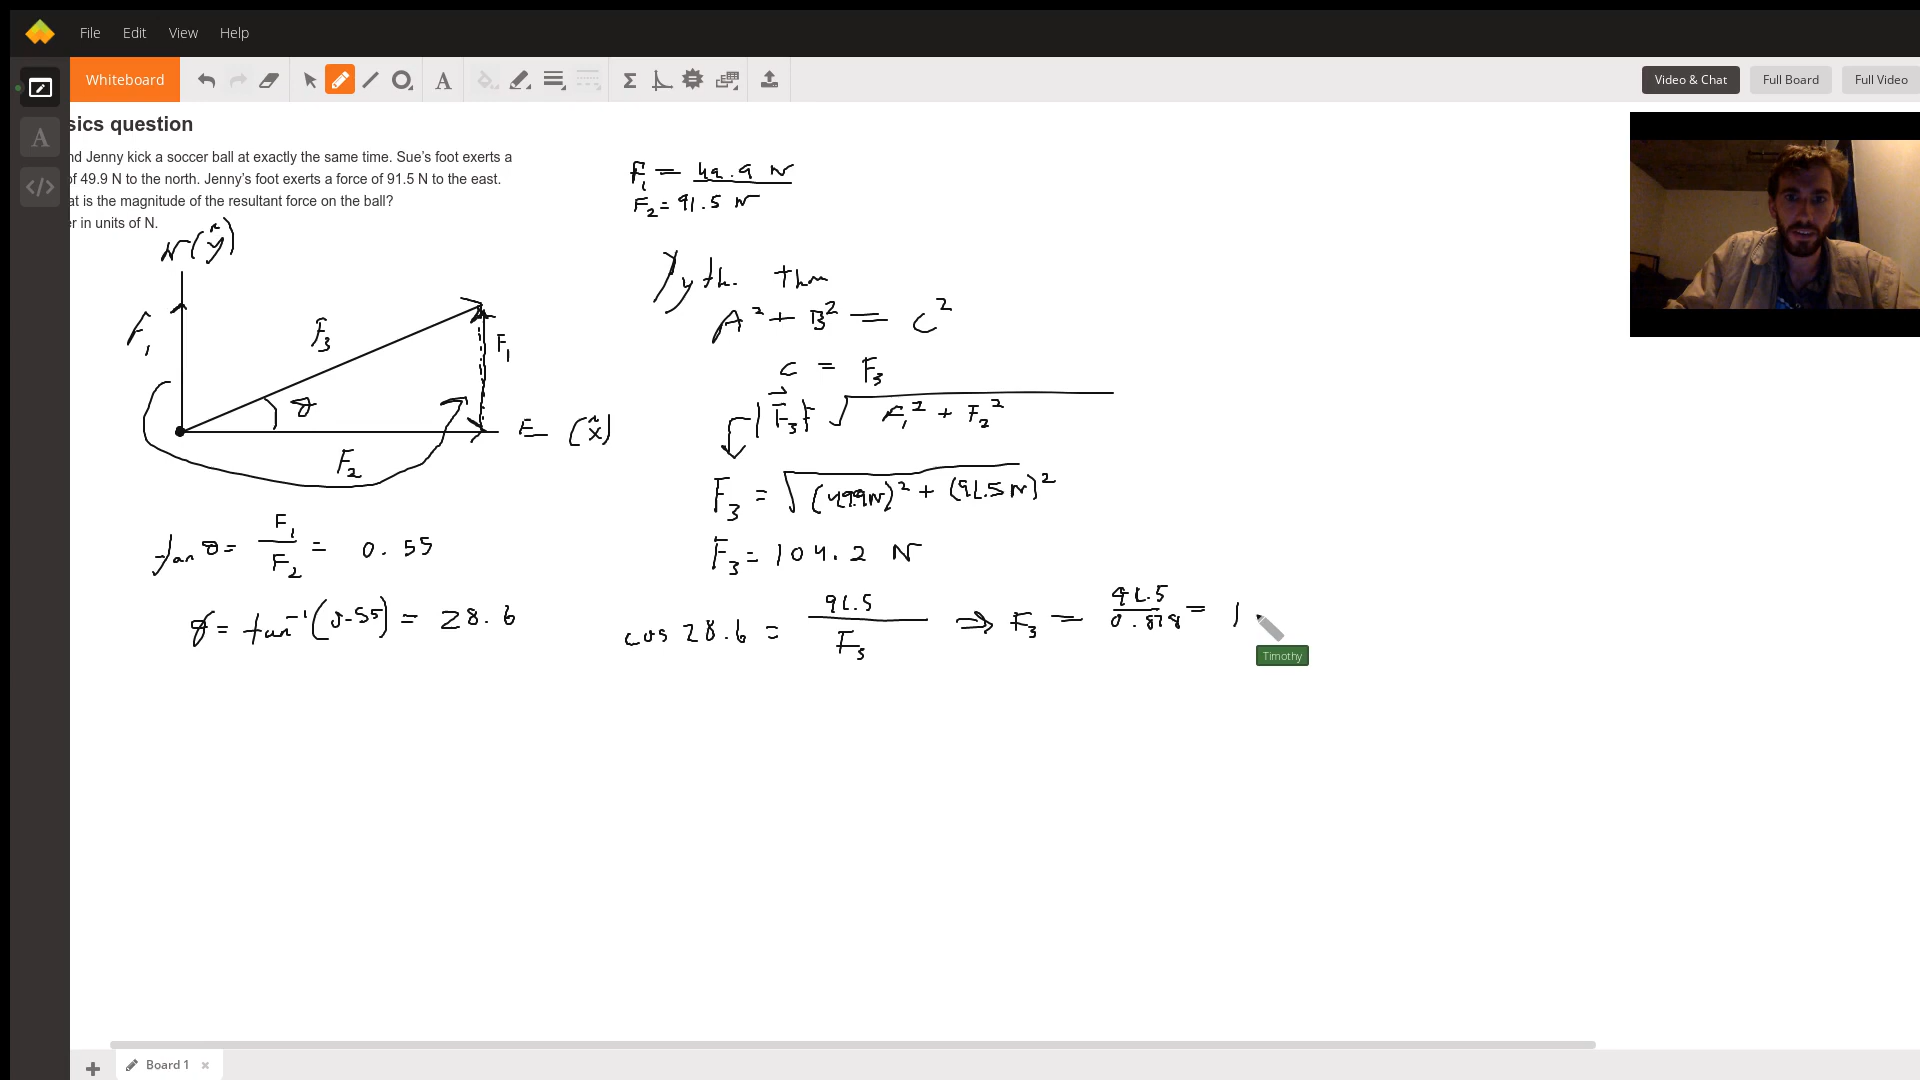 File Edit View Help
Whiteboard
Video & Chat Full Board Full Video
sics question
nd Jenny kick a soccer ball at exactly the same time. Sue's foot exerts a
of 49.9 N to the north. Jenny's foot exerts a force of 91.5 N to the east.
at is the magnitude of the resultant force on the ball?
er in units of N.
F₁ = 49.9 N
F₂ = 91.5 N
N (ŷ)
Pyth. thm
A² + B² = C²
F₁
F₃
F₁
θ
E (x̂)
F₂
C = F₃
|F⃗₃| = √F₁² + F₂²
F₃ = √(49.9N)² + (91.5N)²
F₃ = 104.2 N
tan θ = F₁/F₂ = 0.55
θ = tan⁻¹(0.55) = 28.6
cos 28.6 = 91.5/F₃ ⇒ F₃ = 91.5/0.878 = 1
Timothy
Board 1